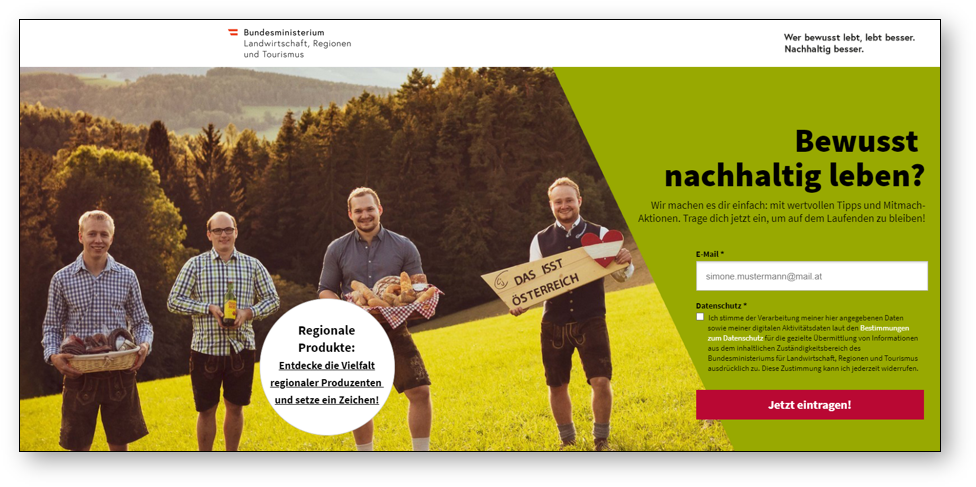 Bundesministerium
Landwirtschaft, Regionen
und Tourismus
Wer bewusst lebt, lebt besser.
Nachhaltig besser.
Bewusst
nachhaltig leben?
Wir machen es dir einfach: mit wertvollen Tipps und Mitmach-
Aktionen. Trage dich jetzt ein, um auf dem Laufenden zu bleiben!
DAS ISST
ÖSTERREICH
Regionale
Produkte:
Entdecke die Vielfalt
regionaler Produzenten
und setze ein Zeichen!
E-Mail *
simone.mustermann@mail.at
Datenschutz *
Ich stimme der Verarbeitung meiner hier angegebenen Daten
sowie meiner digitalen Aktivitätsdaten laut den Bestimmungen
zum Datenschutz für die gezielte Übermittlung von Informationen
aus dem inhaltlichen Zuständigkeitsbereich des
Bundesministeriums für Landwirtschaft, Regionen und Tourismus
ausdrücklich zu. Diese Zustimmung kann ich jederzeit widerrufen.
Jetzt eintragen!